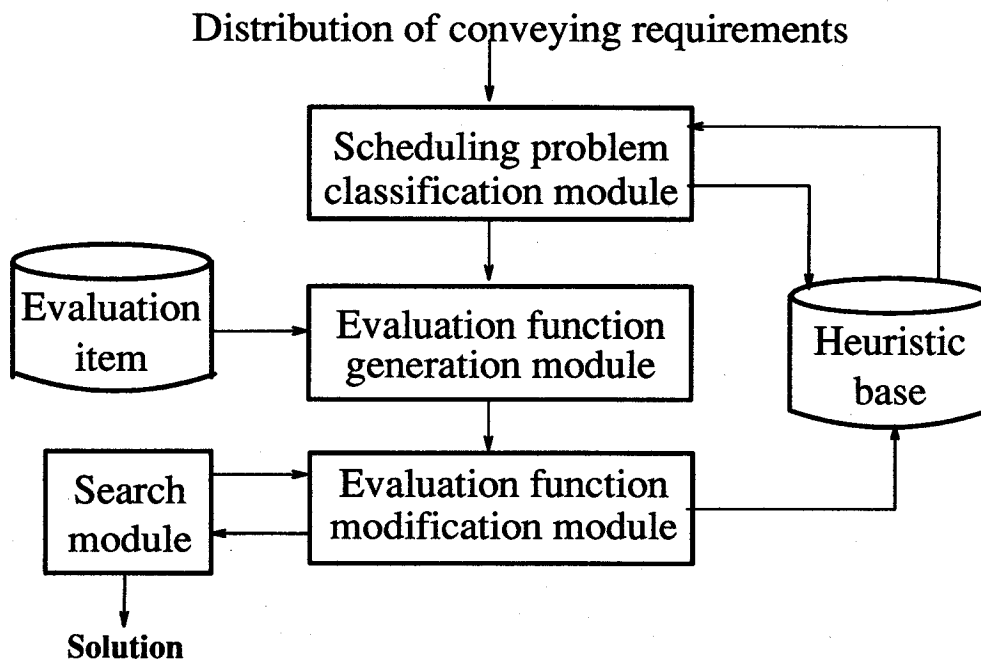 Distribution of conveying requirements
Scheduling problem
classification module
Evaluation
item
Evaluation function
generation module
Heuristic
base
Search
module
Evaluation function
modification module
Solution